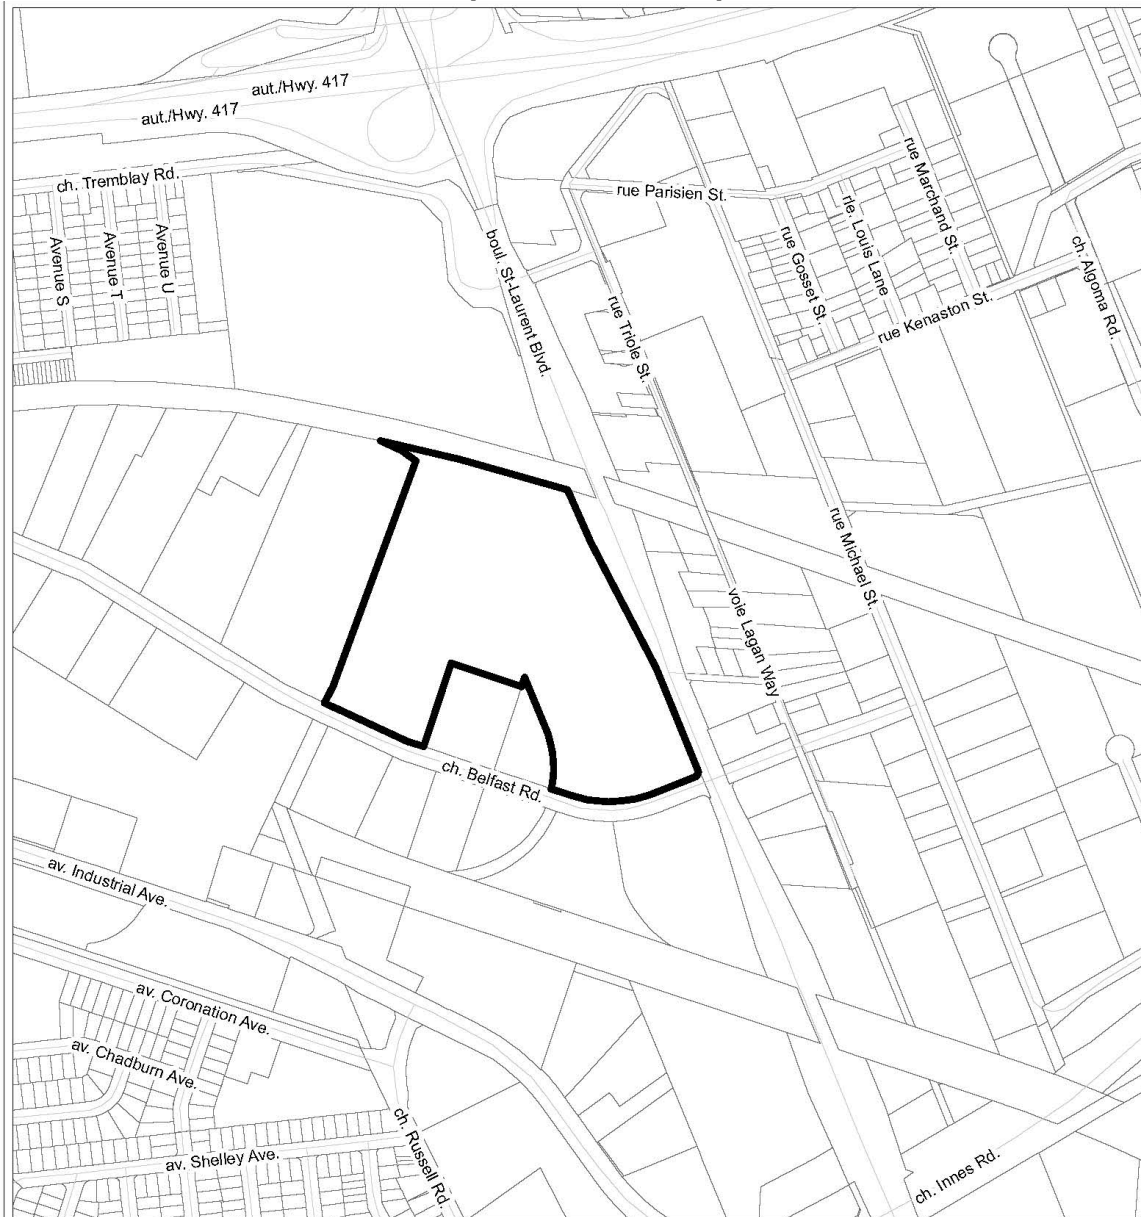 aut./Hwy. 417
aut./Hwy. 417
ch. Tremblay Rd.
rue Parisien St.
rue Marchand St.
rle. Louis Lane
rue Gosset St.
Avenue S
Avenue T
Avenue U
boul. St-Laurent Blvd.
ch. Algoma Rd.
rue Kenaston St.
rue Triole St.
rue Michael St.
voie Lagan Way
ch. Belfast Rd.
av. Industrial Ave.
av. Coronation Ave.
av. Chadburn Ave.
ch. Russell Rd.
av. Shelley Ave.
ch. Innes Rd.